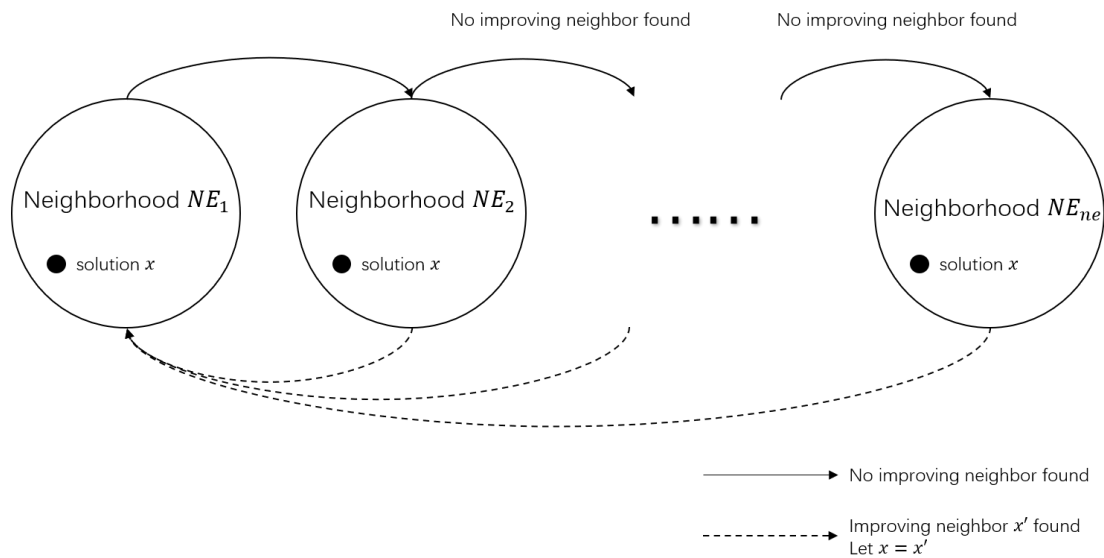 No improving neighbor found
No improving neighbor found
Neighborhood NE₁
Neighborhood NE₂
Neighborhood NEₙₑ
......
solution x
solution x
solution x
No improving neighbor found
Improving neighbor x′ found
Let x = x′